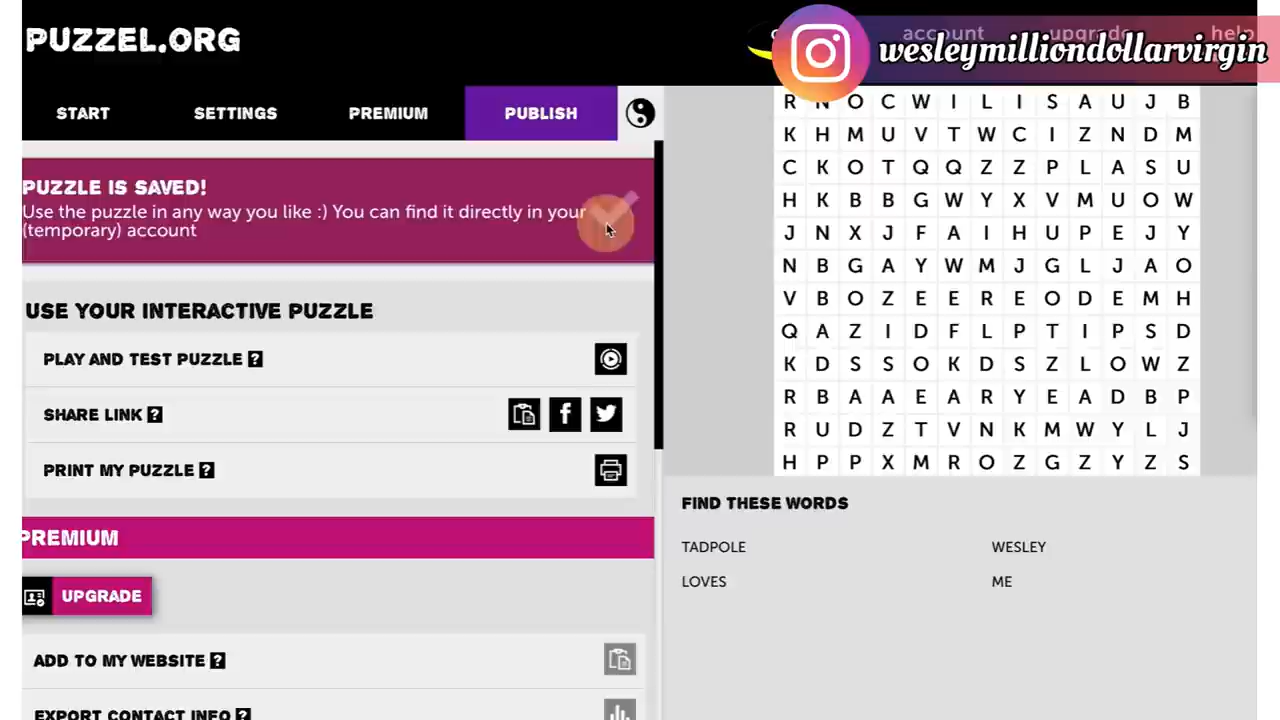 PUZZEL.ORG
account
upgrade
help
wesleymilliondollarvirgin
START
SETTINGS
PREMIUM
PUBLISH
PUZZLE IS SAVED!
Use the puzzle in any way you like :) You can find it directly in your
(temporary) account
USE YOUR INTERACTIVE PUZZLE
PLAY AND TEST PUZZLE ?
SHARE LINK ?
PRINT MY PUZZLE ?
PREMIUM
UPGRADE
ADD TO MY WEBSITE ?
EXPORT CONTACT INFO ?
R N O C W I L I S A U J B
K H M U V T W C I Z N D M
C K O T Q Q Z Z P L A S U
H K B B G W Y X V M U O W
J N X J F A I H U P E J Y
N B G A Y W M J G L J A O
V B O Z E E R E O D E M H
Q A Z I D F L P T I P S D
K D S S O K D S Z L O W Z
R B A A E A R Y E A D B P
R U D Z T V N K M W Y L J
H P P X M R O Z G Z Y Z S
FIND THESE WORDS
TADPOLE
WESLEY
LOVES
ME